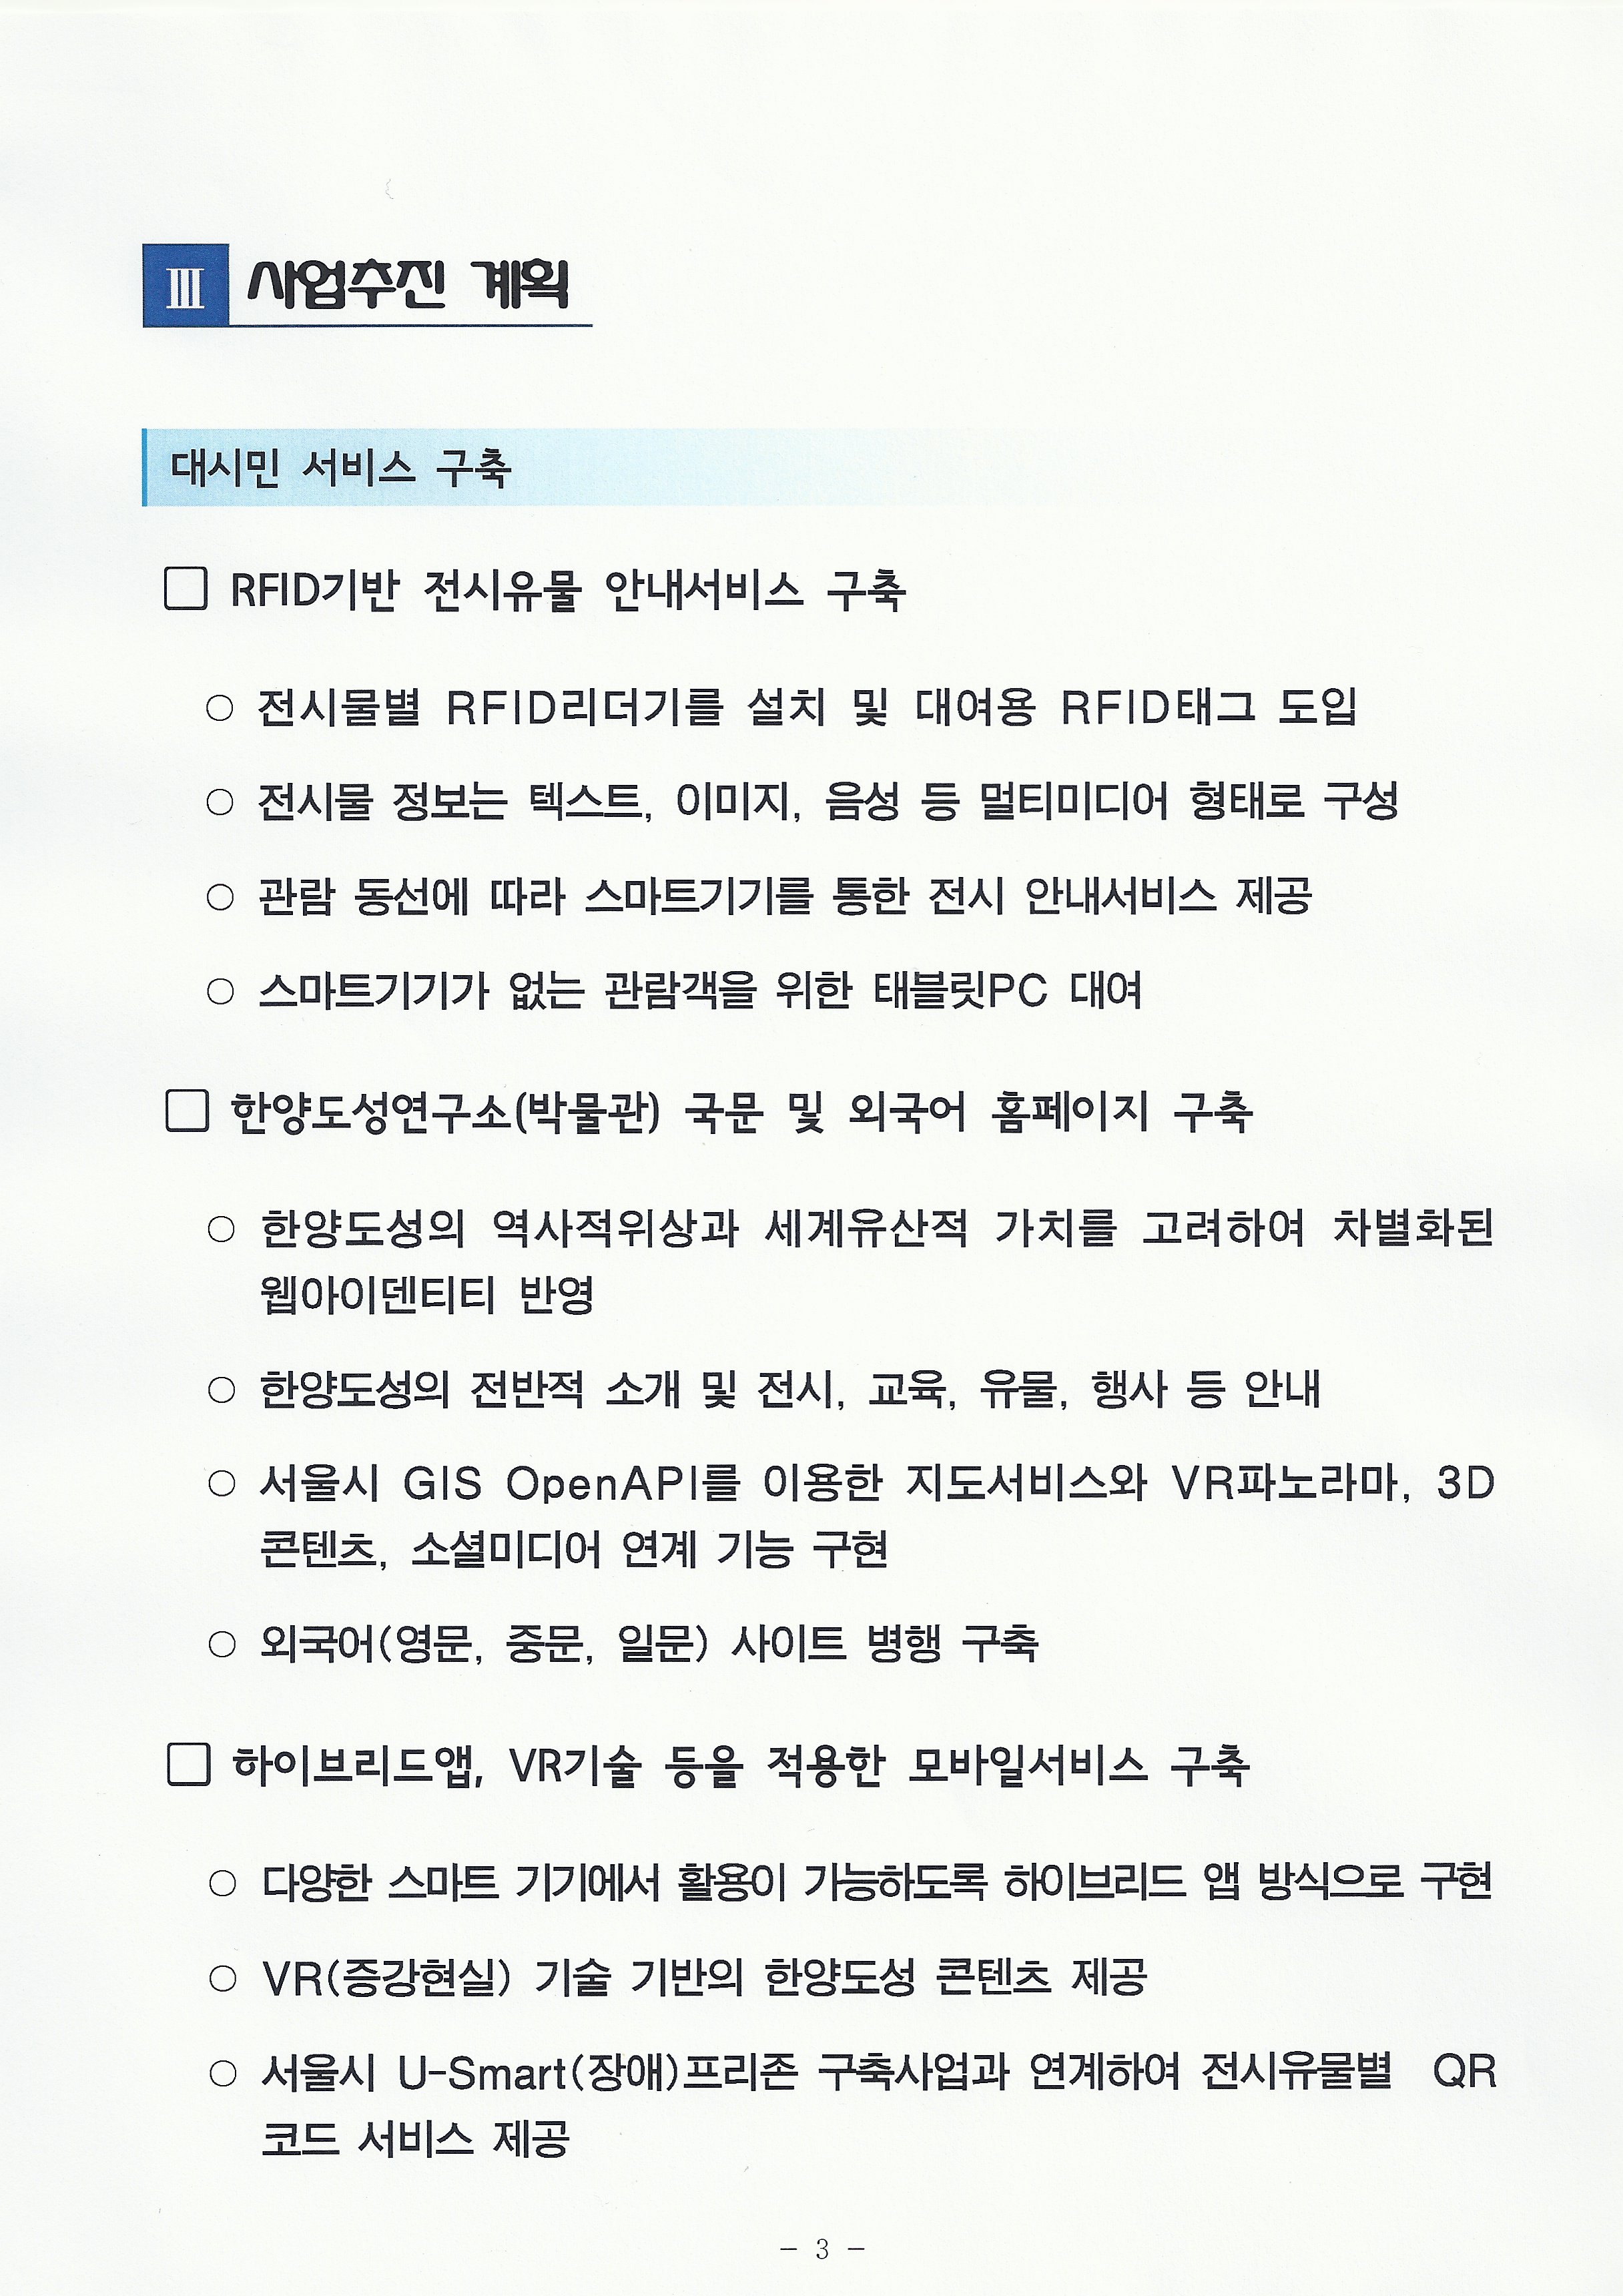 Ⅲ 사업추진 계획
대시민 서비스 구축
□ RFID기반 전시유물 안내서비스 구축
○ 전시물별 RFID리더기를 설치 및 대여용 RFID태그 도입
○ 전시물 정보는 텍스트, 이미지, 음성 등 멀티미디어 형태로 구성
○ 관람 동선에 따라 스마트기기를 통한 전시 안내서비스 제공
○ 스마트기기가 없는 관람객을 위한 태블릿PC 대여
□ 한양도성연구소(박물관) 국문 및 외국어 홈페이지 구축
○ 한양도성의 역사적위상과 세계유산적 가치를 고려하여 차별화된
웹아이덴티티 반영
○ 한양도성의 전반적 소개 및 전시, 교육, 유물, 행사 등 안내
○ 서울시 GIS OpenAPI를 이용한 지도서비스와 VR파노라마, 3D
콘텐츠, 소셜미디어 연계 기능 구현
○ 외국어(영문, 중문, 일문) 사이트 병행 구축
□ 하이브리드앱, VR기술 등을 적용한 모바일서비스 구축
○ 다양한 스마트 기기에서 활용이 가능하도록 하이브리드 앱 방식으로 구현
○ VR(증강현실) 기술 기반의 한양도성 콘텐츠 제공
○ 서울시 U-Smart(장애)프리존 구축사업과 연계하여 전시유물별 QR
코드 서비스 제공
- 3 -